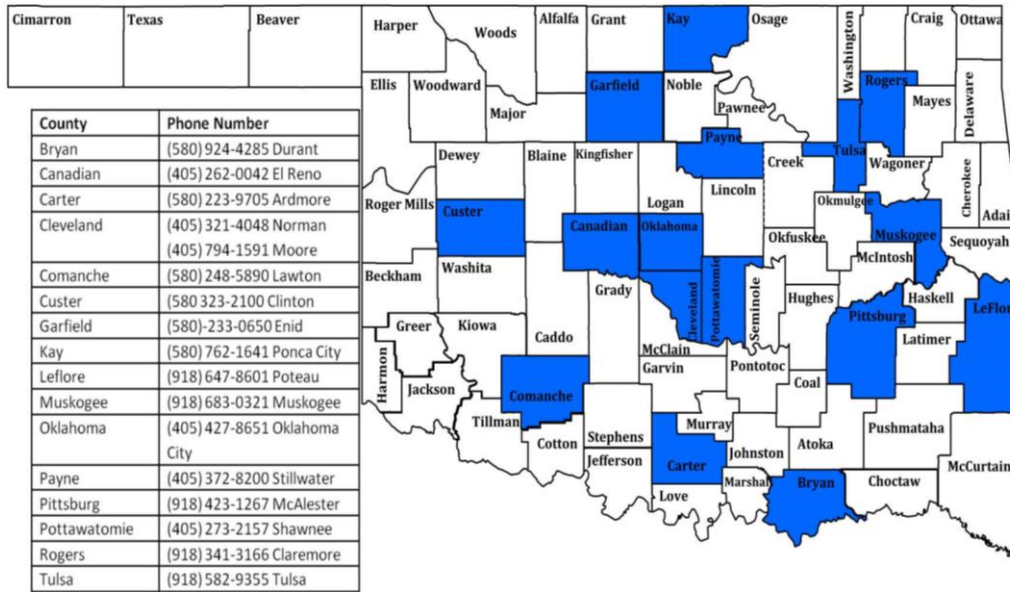 Cimarron
Texas
Beaver
Harper
Woods
Alfalfa
Grant
Kay
Osage
Washington
Craig
Ottawa
Ellis
Woodward
Major
Garfield
Noble
Pawnee
Rogers
Mayes
Delaware
County Phone Number
Bryan (580) 924-4285 Durant
Canadian (405) 262-0042 El Reno
Carter (580) 223-9705 Ardmore
Cleveland (405) 321-4048 Norman
(405) 794-1591 Moore
Comanche (580) 248-5890 Lawton
Custer (580 323-2100 Clinton
Garfield (580)-233-0650 Enid
Kay (580) 762-1641 Ponca City
Leflore (918) 647-8601 Poteau
Muskogee (918) 683-0321 Muskogee
Oklahoma (405) 427-8651 Oklahoma
City
Payne (405) 372-8200 Stillwater
Pittsburg (918) 423-1267 McAlester
Pottawatomie (405) 273-2157 Shawnee
Rogers (918) 341-3166 Claremore
Tulsa (918) 582-9355 Tulsa
Dewey
Blaine
Kingfisher
Payne
Creek
Tulsa
Wagoner
Cherokee
Adai
Roger Mills
Custer
Canadian
Logan
Oklahoma
Lincoln
Okmulgee
Muskogee
Sequoyah
Okfuskee
McIntosh
Beckham
Washita
Grady
Cleveland
Pottawatomie
Seminole
Hughes
Haskell
LeFlor
Pittsburg
Latimer
Greer
Kiowa
Caddo
McClain
Garvin
Pontotoc
Coal
Harmon
Jackson
Comanche
Tillman
Cotton
Stephens
Murray
Johnston
Atoka
Pushmataha
McCurtain
Jefferson
Carter
Love
Marshal
Bryan
Choctaw